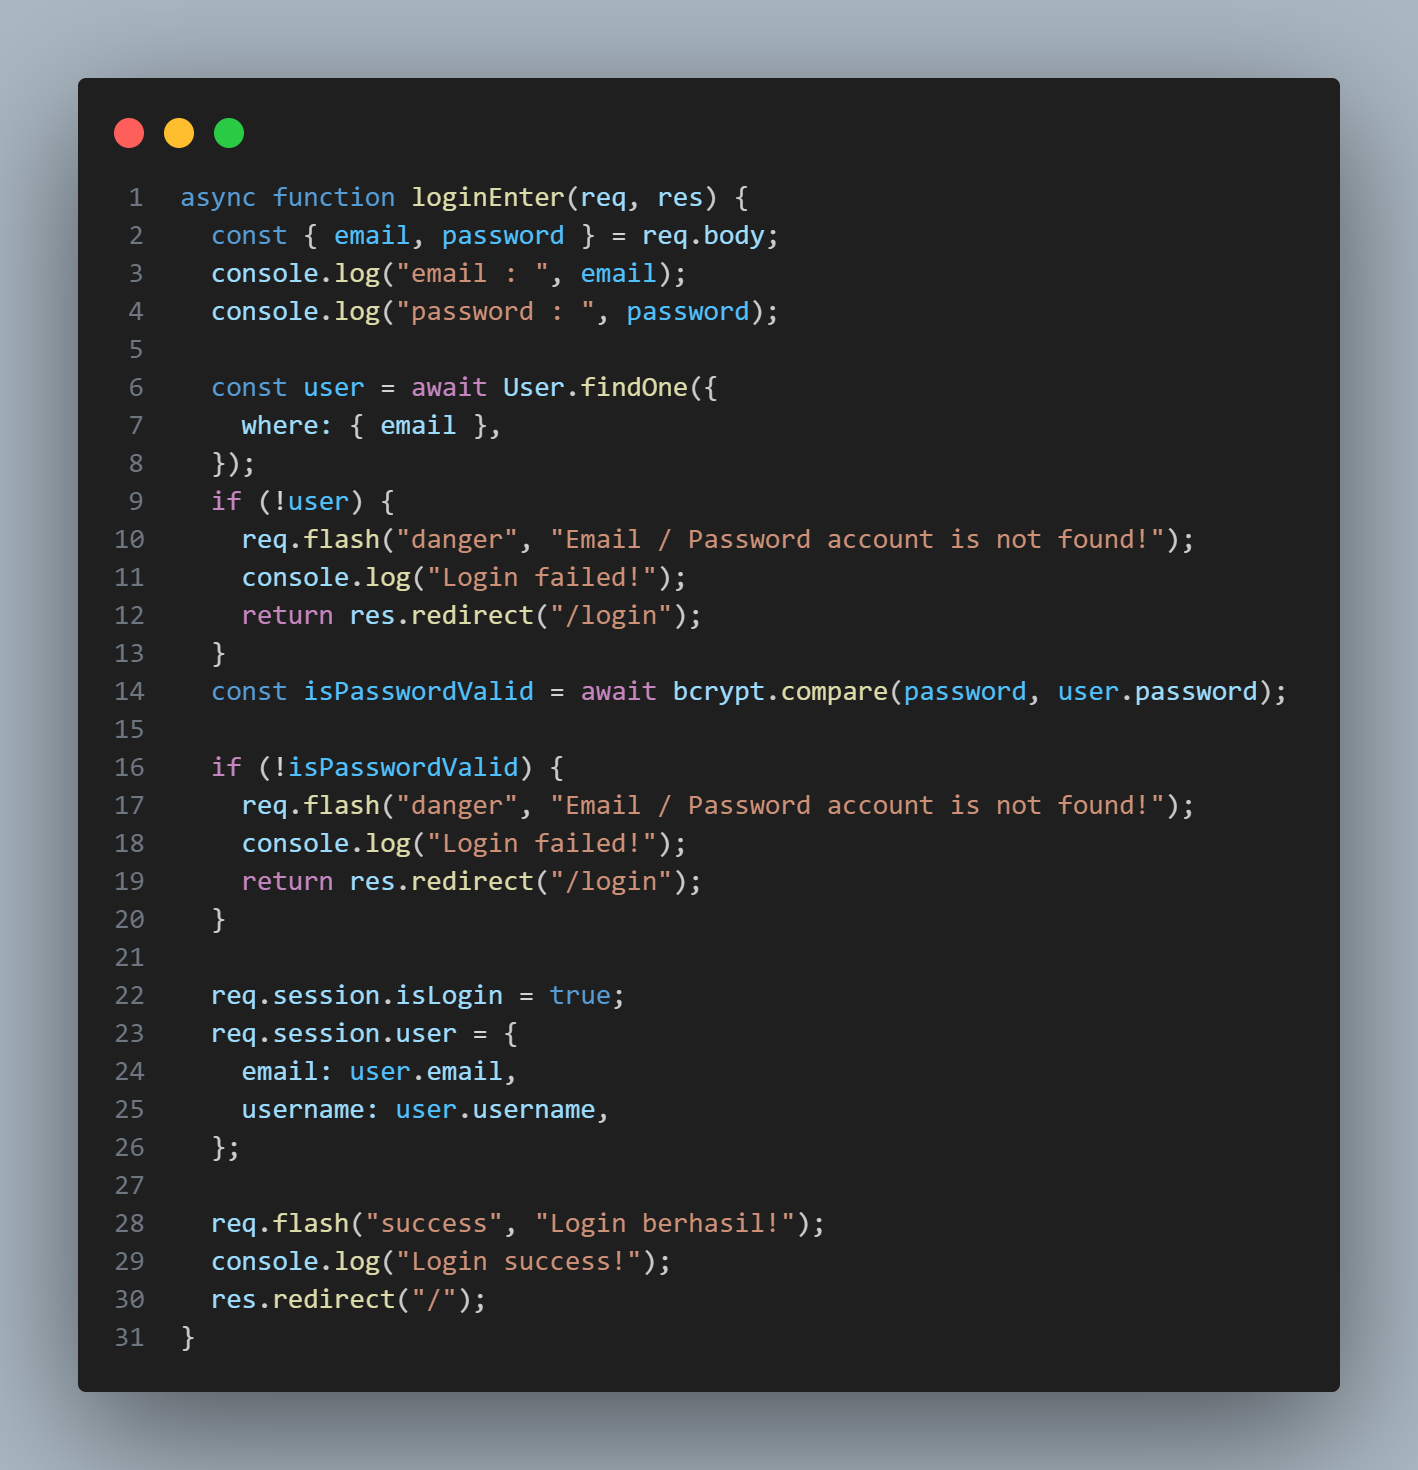 1 async function loginEnter(req, res) {
2   const { email, password } = req.body;
3   console.log("email : ", email);
4   console.log("password : ", password);
5
6   const user = await User.findOne({
7     where: { email },
8   });
9   if (!user) {
10     req.flash("danger", "Email / Password account is not found!");
11     console.log("Login failed!");
12     return res.redirect("/login");
13   }
14   const isPasswordValid = await bcrypt.compare(password, user.password);
15
16   if (!isPasswordValid) {
17     req.flash("danger", "Email / Password account is not found!");
18     console.log("Login failed!");
19     return res.redirect("/login");
20   }
21
22   req.session.isLogin = true;
23   req.session.user = {
24     email: user.email,
25     username: user.username,
26   };
27
28   req.flash("success", "Login berhasil!");
29   console.log("Login success!");
30   res.redirect("/");
31 }